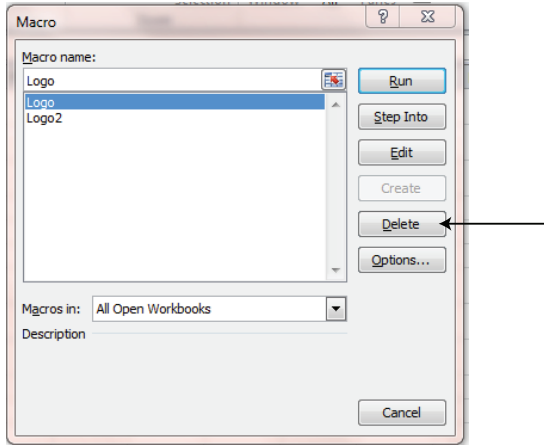 Macro
Macro name:
Logo
Logo
Logo2
Run
Step Into
Edit
Create
Delete
Options...
Macros in: All Open Workbooks
Description
Cancel